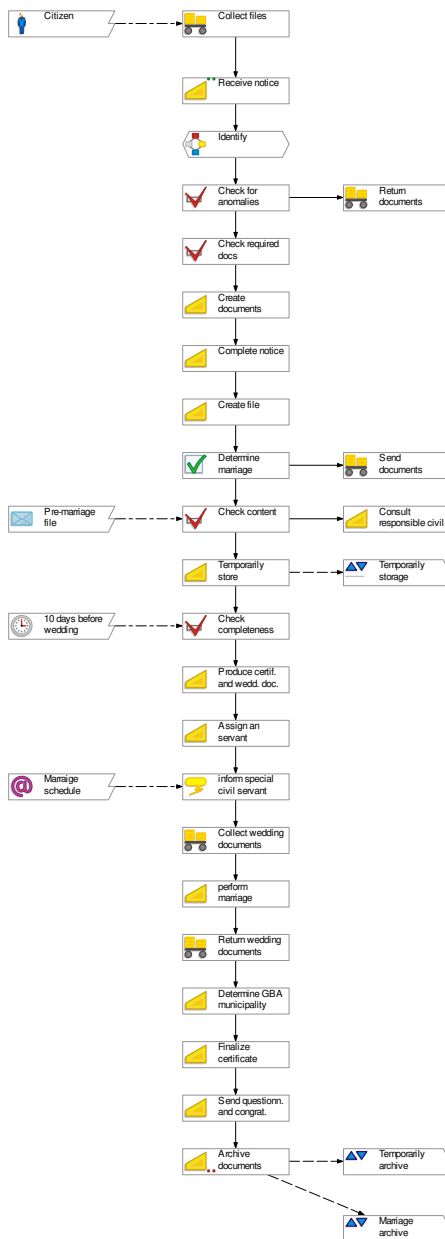 Citizen
Collect files
Receive notice
Identify
Check for
anomalies
Return
documents
Check required
docs
Create
documents
Complete notice
Create file
Determine
marriage
Send
documents
Pre-marriage
file
Check content
Consult
responsible civil
Temporarily
store
Temporarily
storage
10 days before
wedding
Check
completeness
Produce certif.
and wedd. doc.
Assign an
servant
@
Marraige
schedule
inform special
civil servant
Collect wedding
documents
perform
marriage
Return wedding
documents
Determine GBA
municipality
Finalize
certificate
Send questionn.
and congrat.
Archive
documents
Temporarily
archive
Marriage
archive